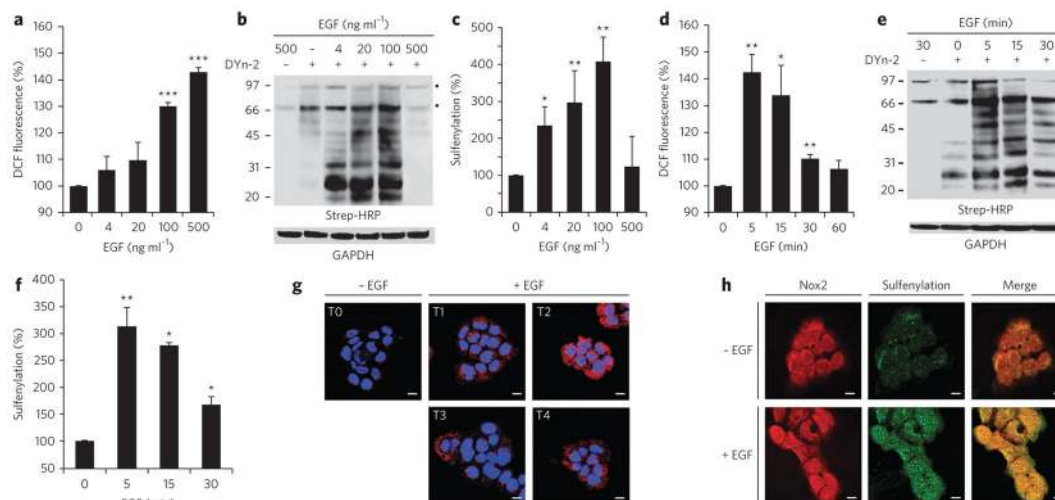 a
DCF fluorescence (%)
160
150
140
130
120
110
100
90
***
***
0 4 20 100 500
EGF (ng ml⁻¹)
b
EGF (ng ml⁻¹)
500 – 4 20 100 500
DYn-2 – + + + + +
97
66
45
31
20
Strep-HRP
GAPDH
c
Sulfenylation (%)
500
400
300
200
100
0
*
**
**
0 4 20 100 500
EGF (ng ml⁻¹)
d
DCF fluorescence (%)
160
150
140
130
120
110
100
90
**
*
**
0 5 15 30 60
EGF (min)
e
EGF (min)
30 0 5 15 30
DYn-2 – + + + +
97
66
45
31
20
Strep-HRP
GAPDH
f
Sulfenylation (%)
400
350
300
250
200
150
100
50
**
*
*
0 5 15 30
g
– EGF + EGF
T0 T1 T2
T3 T4
h
Nox2 Sulfenylation Merge
– EGF
+ EGF